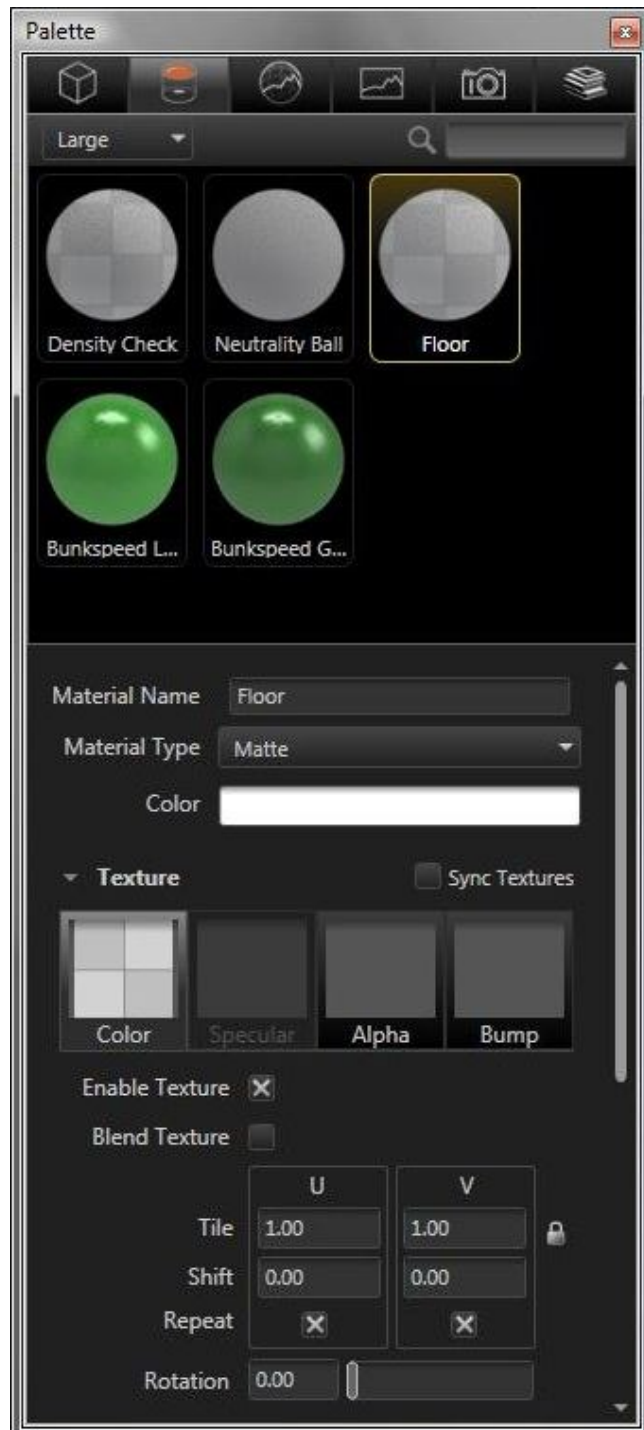 Palette
Large
Density Check Neutrality Ball Floor
Bunkspeed L... Bunkspeed G...
Material Name Floor
Material Type Matte
Color
Texture Sync Textures
Color Specular Alpha Bump
Enable Texture
Blend Texture
U V
Tile 1.00 1.00
Shift 0.00 0.00
Repeat
Rotation 0.00